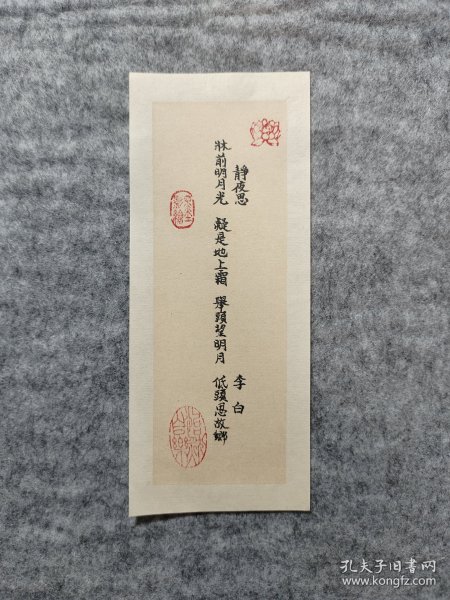 靜夜思 李白
牀前明月光 疑是地上霜 舉頭望明月 低頭思故鄉
孔夫子旧书网
www.kongfz.com